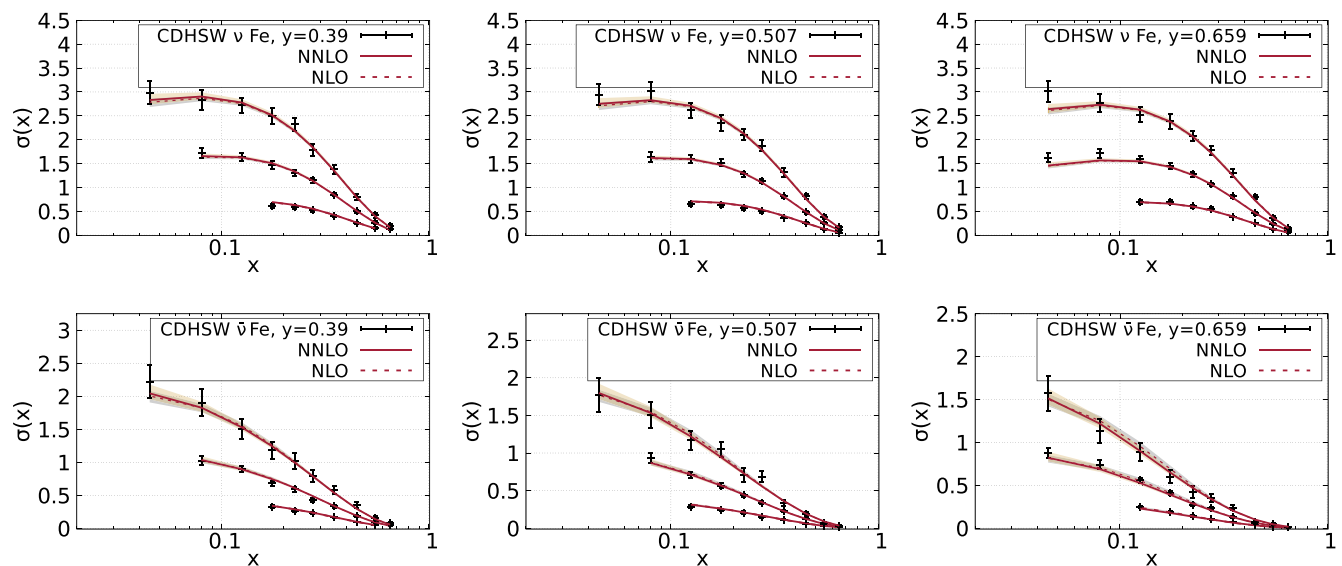 4.5
4
3.5
3
2.5
2
1.5
1
0.5
0
σ(x)
CDHSW ν Fe, y=0.39
NNLO
NLO
0.1
1
x
4.5
4
3.5
3
2.5
2
1.5
1
0.5
0
σ(x)
CDHSW ν Fe, y=0.507
NNLO
NLO
0.1
1
x
4.5
4
3.5
3
2.5
2
1.5
1
0.5
0
σ(x)
CDHSW ν Fe, y=0.659
NNLO
NLO
0.1
1
x
3
2.5
2
1.5
1
0.5
0
σ(x)
CDHSW ν̄ Fe, y=0.39
NNLO
NLO
0.1
1
x
2.5
2
1.5
1
0.5
0
σ(x)
CDHSW ν̄ Fe, y=0.507
NNLO
NLO
0.1
1
x
2.5
2
1.5
1
0.5
0
σ(x)
CDHSW ν̄ Fe, y=0.659
NNLO
NLO
0.1
1
x